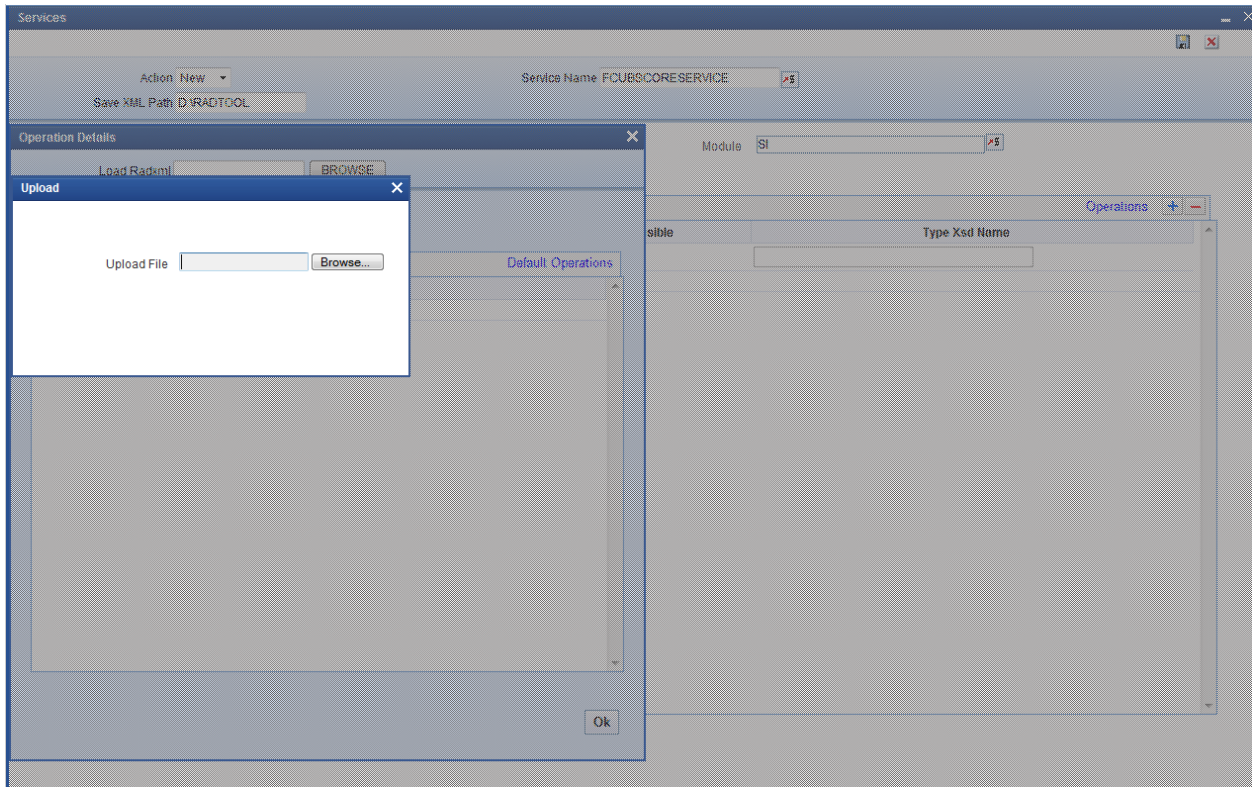 Services
Action New
Service Name FCUBSCORESERVICE
Save XML Path D:\RADTOOL
Operation Details
Module SI
Load Radxml BROWSE
Upload
Operations
sible Type Xsd Name
Upload File Browse...
Default Operations
Ok